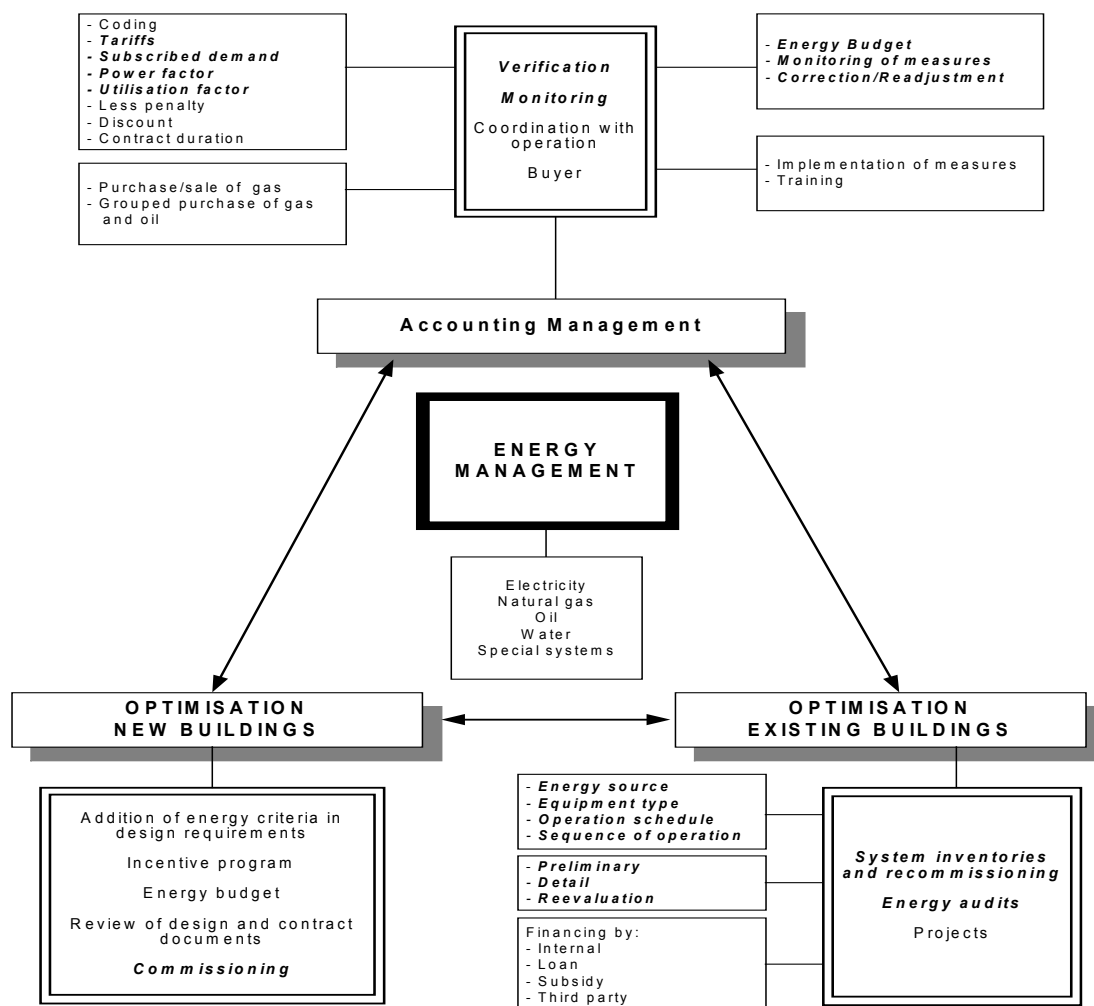 - Coding
- Tariffs
- Subscribed demand
- Power factor
- Utilisation factor
- Less penalty
- Discount
- Contract duration
- Purchase/sale of gas
- Grouped purchase of gas
and oil
Verification
Monitoring
Coordination with
operation
Buyer
- Energy Budget
- Monitoring of measures
- Correction/Readjustment
- Implementation of measures
- Training
Accounting Management
ENERGY
MANAGEMENT
Electricity
Natural gas
Oil
Water
Special systems
OPTIMISATION
NEW BUILDINGS
OPTIMISATION
EXISTING BUILDINGS
Addition of energy criteria in
design requirements
Incentive program
Energy budget
Review of design and contract
documents
Commissioning
- Energy source
- Equipment type
- Operation schedule
- Sequence of operation
- Preliminary
- Detail
- Reevaluation
Financing by:
- Internal
- Loan
- Subsidy
- Third party
System inventories
and recommissioning
Energy audits
Projects